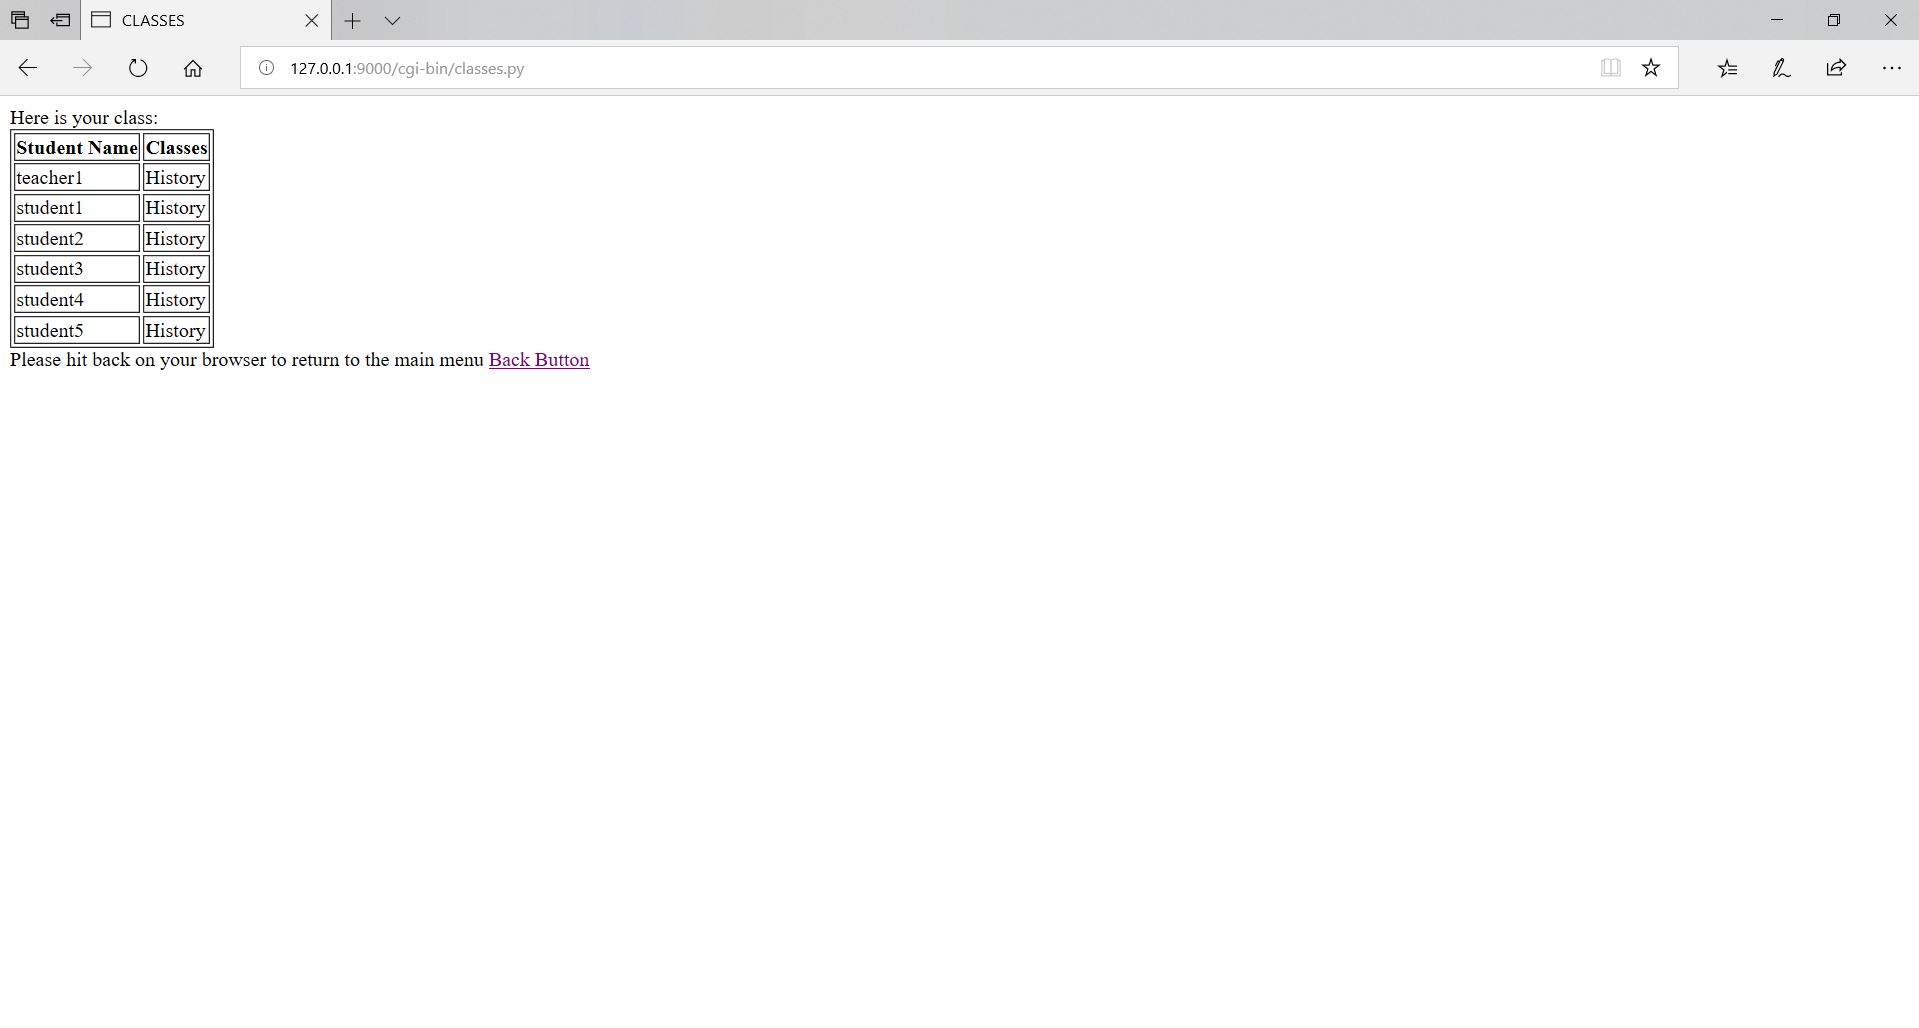 CLASSES
127.0.0.1:9000/cgi-bin/classes.py
Here is your class:
Student Name Classes
teacher1 History
student1 History
student2 History
student3 History
student4 History
student5 History
Please hit back on your browser to return to the main menu Back Button